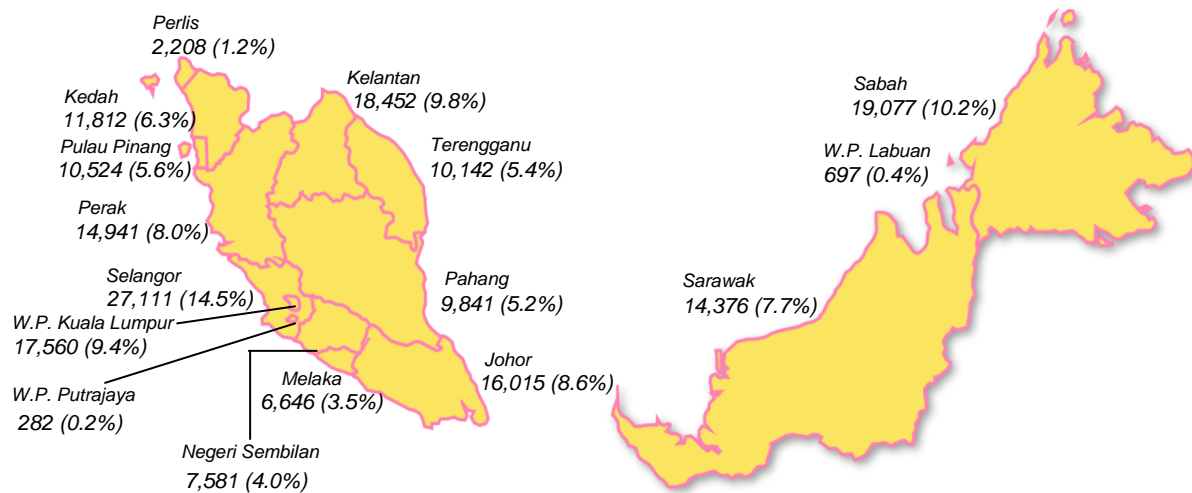 Perlis
2,208 (1.2%)
Kelantan
18,452 (9.8%)
Kedah
11,812 (6.3%)
Pulau Pinang
10,524 (5.6%)
Terengganu
10,142 (5.4%)
Perak
14,941 (8.0%)
Selangor
27,111 (14.5%)
Pahang
9,841 (5.2%)
W.P. Kuala Lumpur
17,560 (9.4%)
Johor
16,015 (8.6%)
W.P. Putrajaya
282 (0.2%)
Melaka
6,646 (3.5%)
Negeri Sembilan
7,581 (4.0%)
Sabah
19,077 (10.2%)
W.P. Labuan
697 (0.4%)
Sarawak
14,376 (7.7%)